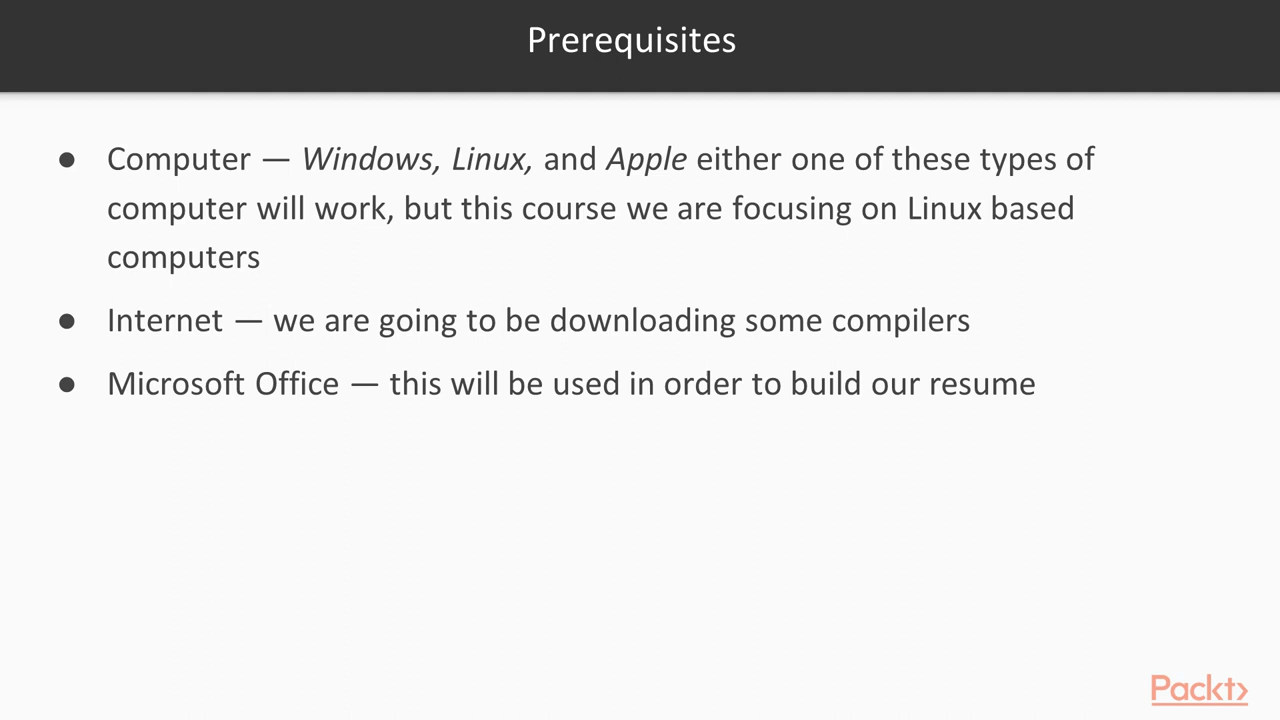 Prerequisites
● Computer — Windows, Linux, and Apple either one of these types of
computer will work, but this course we are focusing on Linux based
computers
● Internet — we are going to be downloading some compilers
● Microsoft Office — this will be used in order to build our resume
Packt>